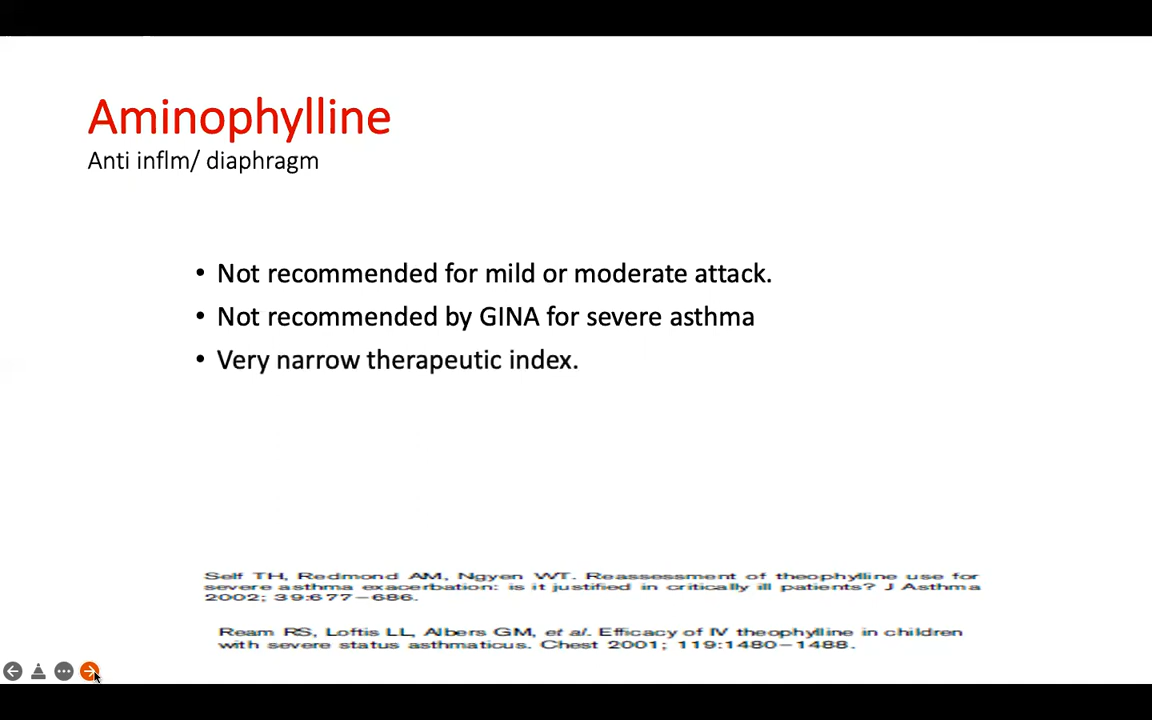 Aminophylline
Anti inflm/ diaphragm
• Not recommended for mild or moderate attack.
• Not recommended by GINA for severe asthma
• Very narrow therapeutic index.
Self TH, Redmond AM, Ngyen WT. Reassessment of theophylline use for
severe asthma exacerbation: is it justified in critically ill patients? J Asthma
2002; 39:677–686.
Ream RS, Loftis LL, Albers GM, et al. Efficacy of IV theophylline in children
with severe status asthmaticus. Chest 2001; 119:1480–1488.